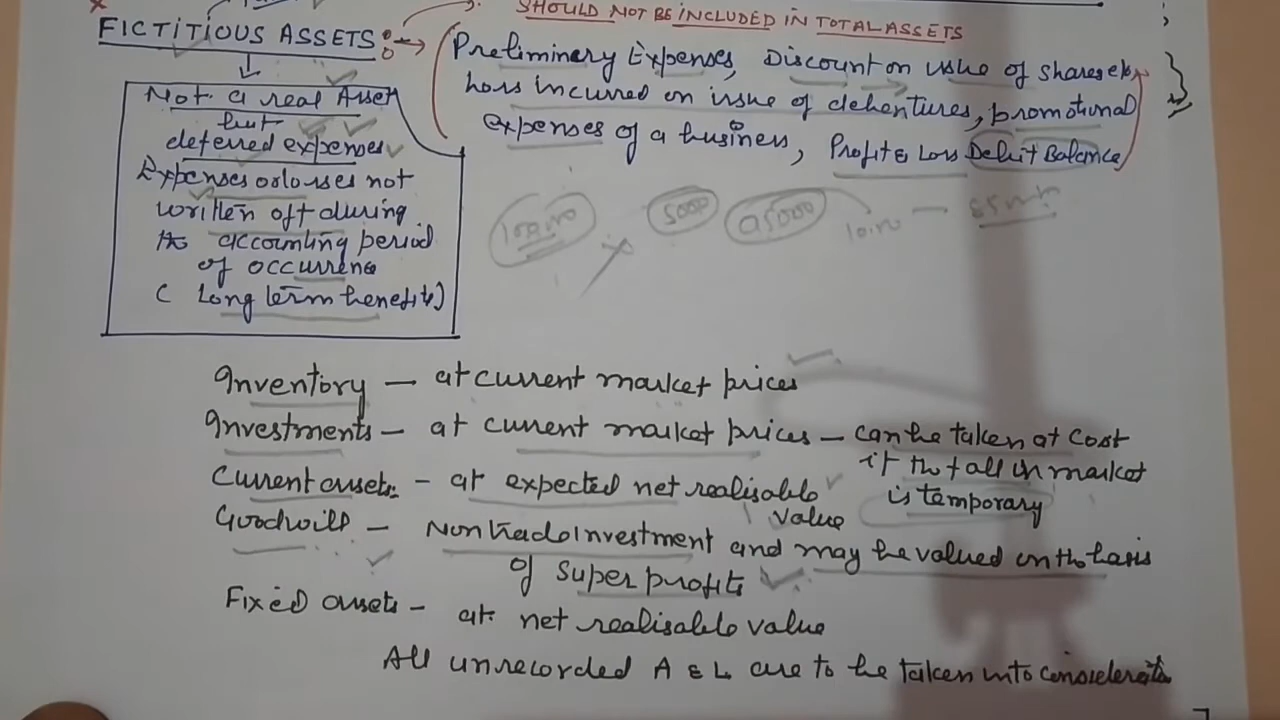 SHOULD NOT BE INCLUDED IN TOTAL ASSETS
FICTITIOUS ASSETS:- →
(Preliminary Expenses, Discount on issue of shares etc,
loss incurred on issue of debentures, promotional
expenses of a business, Profit & Loss Debit Balance)
Not a real Asset
but
deferred expenses
Expenses or losses not
written off during
the accounting period
of occurrence
( Long term benefits)
5000 95000
Inventory — at current market prices
Investments — at current market prices — can be taken at cost
if the fall in market
is temporary
Current assets: - at expected net realisable
value
Goodwill — Non trade Investment and may be valued on the basis
of super profits
Fixed assets — at net realisable value
All unrecorded A & L are to be taken into consideration